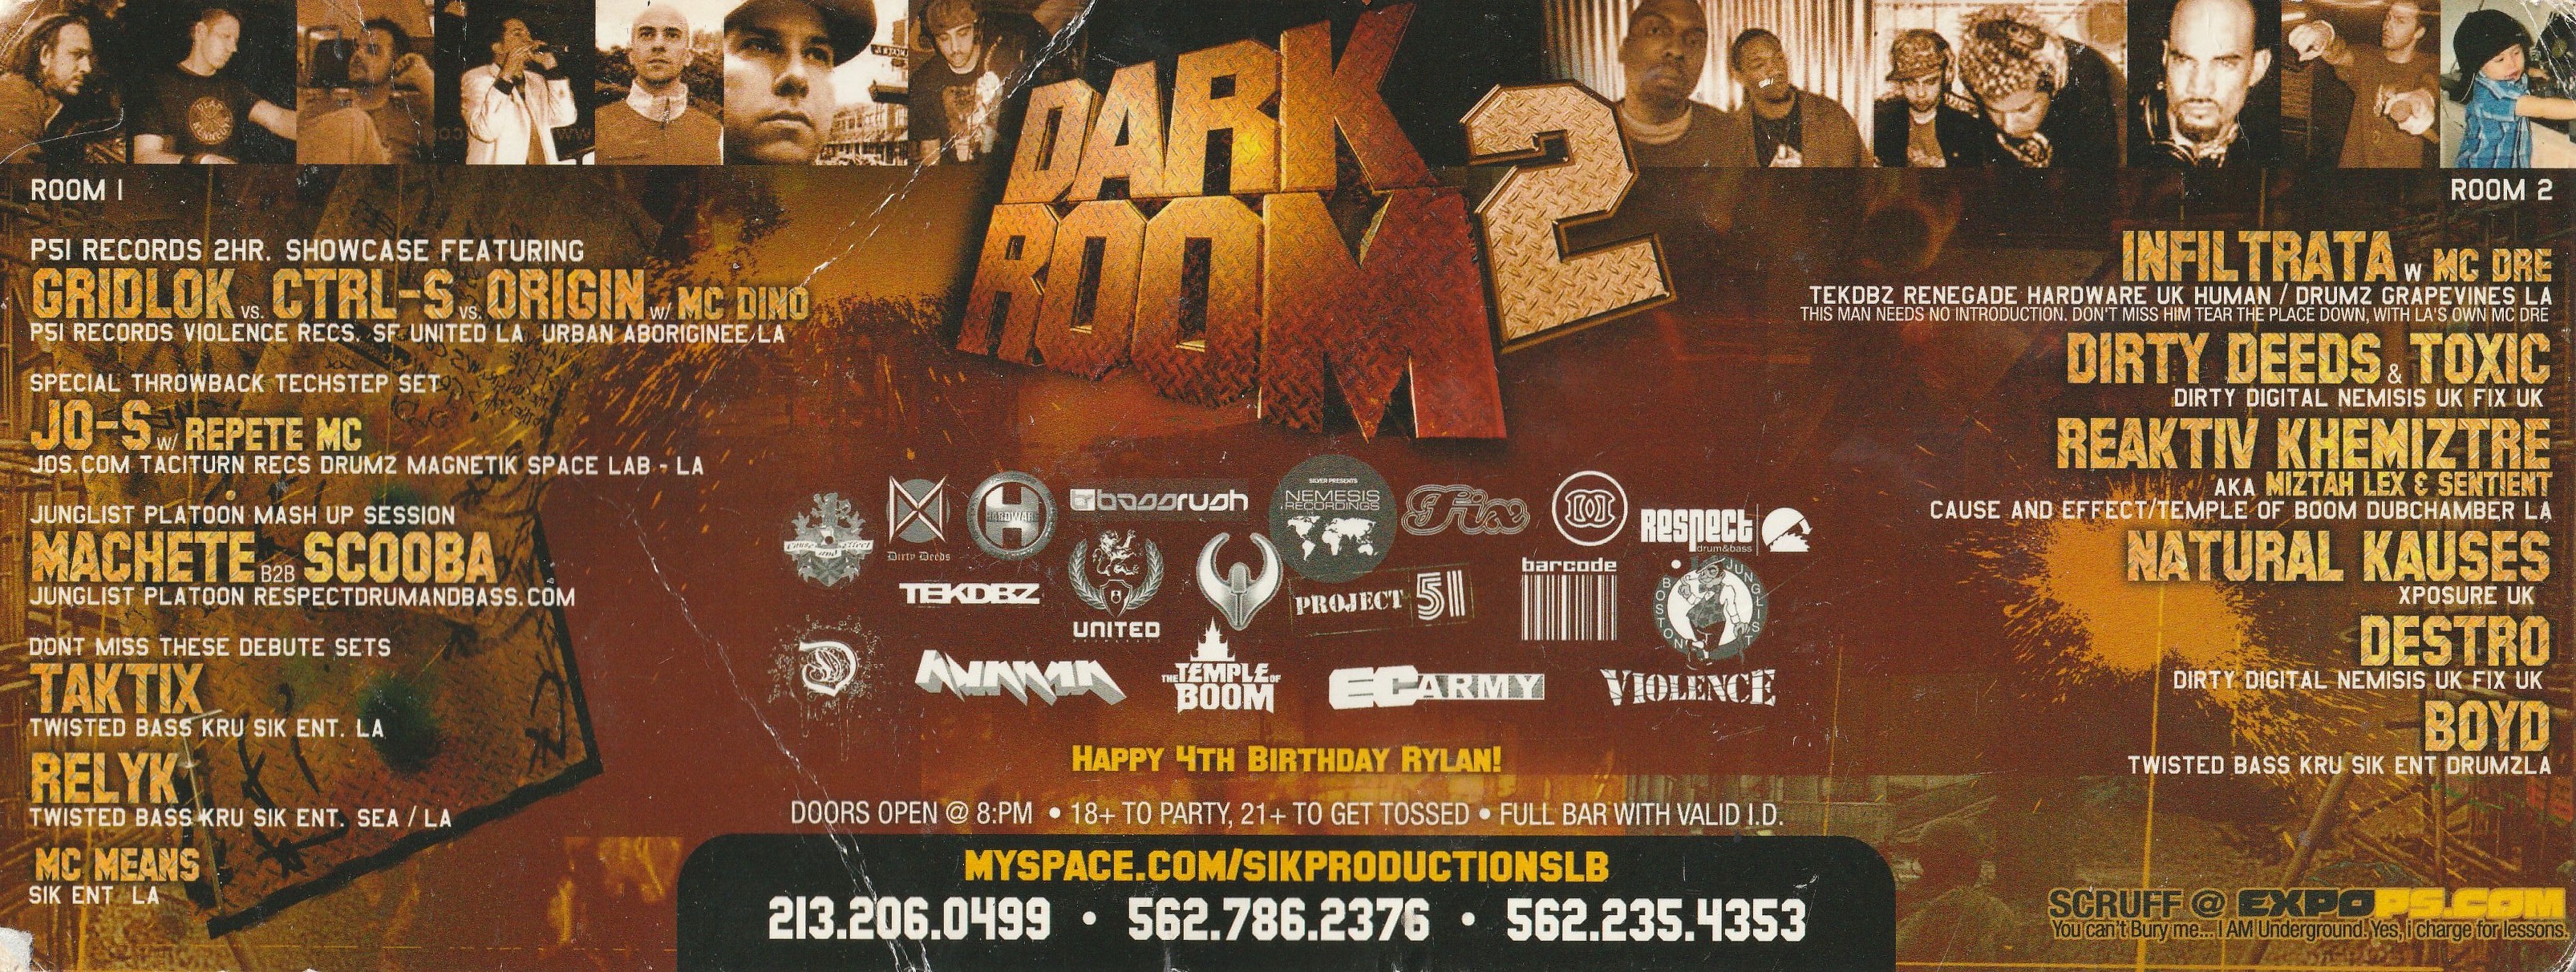 DARK
ROOM 2
ROOM 1
P51 RECORDS 2HR. SHOWCASE FEATURING
GRIDLOK VS. CTRL-S VS. ORIGIN W/ MC DINO
P51 RECORDS VIOLENCE RECS. SF UNITED LA URBAN ABORIGINEE/LA
SPECIAL THROWBACK TECHSTEP SET
JO-S W/ REPETE MC
JOS.COM TACITURN RECS DRUMZ MAGNETIK SPACE LAB - LA
JUNGLIST PLATOON MASH UP SESSION
MACHETE B2B SCOOBA
JUNGLIST PLATOON RESPECTDRUMANDBASS.COM
DONT MISS THESE DEBUTE SETS
TAKTIX
TWISTED BASS KRU SIK ENT. LA
RELYK
TWISTED BASS KRU SIK ENT. SEA / LA
MC MEANS
SIK ENT LA
Cause and effect
Dirty Deeds
H
HARDWARE
bassrush
SILVER PRESENTS
NEMESIS
RECORDINGS
Fix
RESPECT
drum&bass
TEKDBZ
UNITED
PROJECT 51
barcode
BOSTON JUNGLIST
D
HUMAN
THE TEMPLE OF
BOOM
EC ARMY
VIOLENCE
HAPPY 4TH BIRTHDAY RYLAN!
DOORS OPEN @ 8:PM • 18+ TO PARTY, 21+ TO GET TOSSED • FULL BAR WITH VALID I.D.
MYSPACE.COM/SIKPRODUCTIONSLB
213.206.0499 • 562.786.2376 • 562.235.4353
ROOM 2
INFILTRATA W MC DRE
TEKDBZ RENEGADE HARDWARE UK HUMAN / DRUMZ GRAPEVINES LA
THIS MAN NEEDS NO INTRODUCTION. DON'T MISS HIM TEAR THE PLACE DOWN, WITH LA'S OWN MC DRE
DIRTY DEEDS & TOXIC
DIRTY DIGITAL NEMISIS UK FIX UK
REAKTIV KHEMIZTRE
AKA MIZTAH LEX & SENTIENT
CAUSE AND EFFECT/TEMPLE OF BOOM DUBCHAMBER LA
NATURAL KAUSES
XPOSURE UK
DESTRO
DIRTY DIGITAL NEMISIS UK FIX UK
BOYD
TWISTED BASS KRU SIK ENT DRUMZLA
SCRUFF @ EXPOPS.COM
You can't Bury me... I AM Underground. Yes, i charge for lessons.